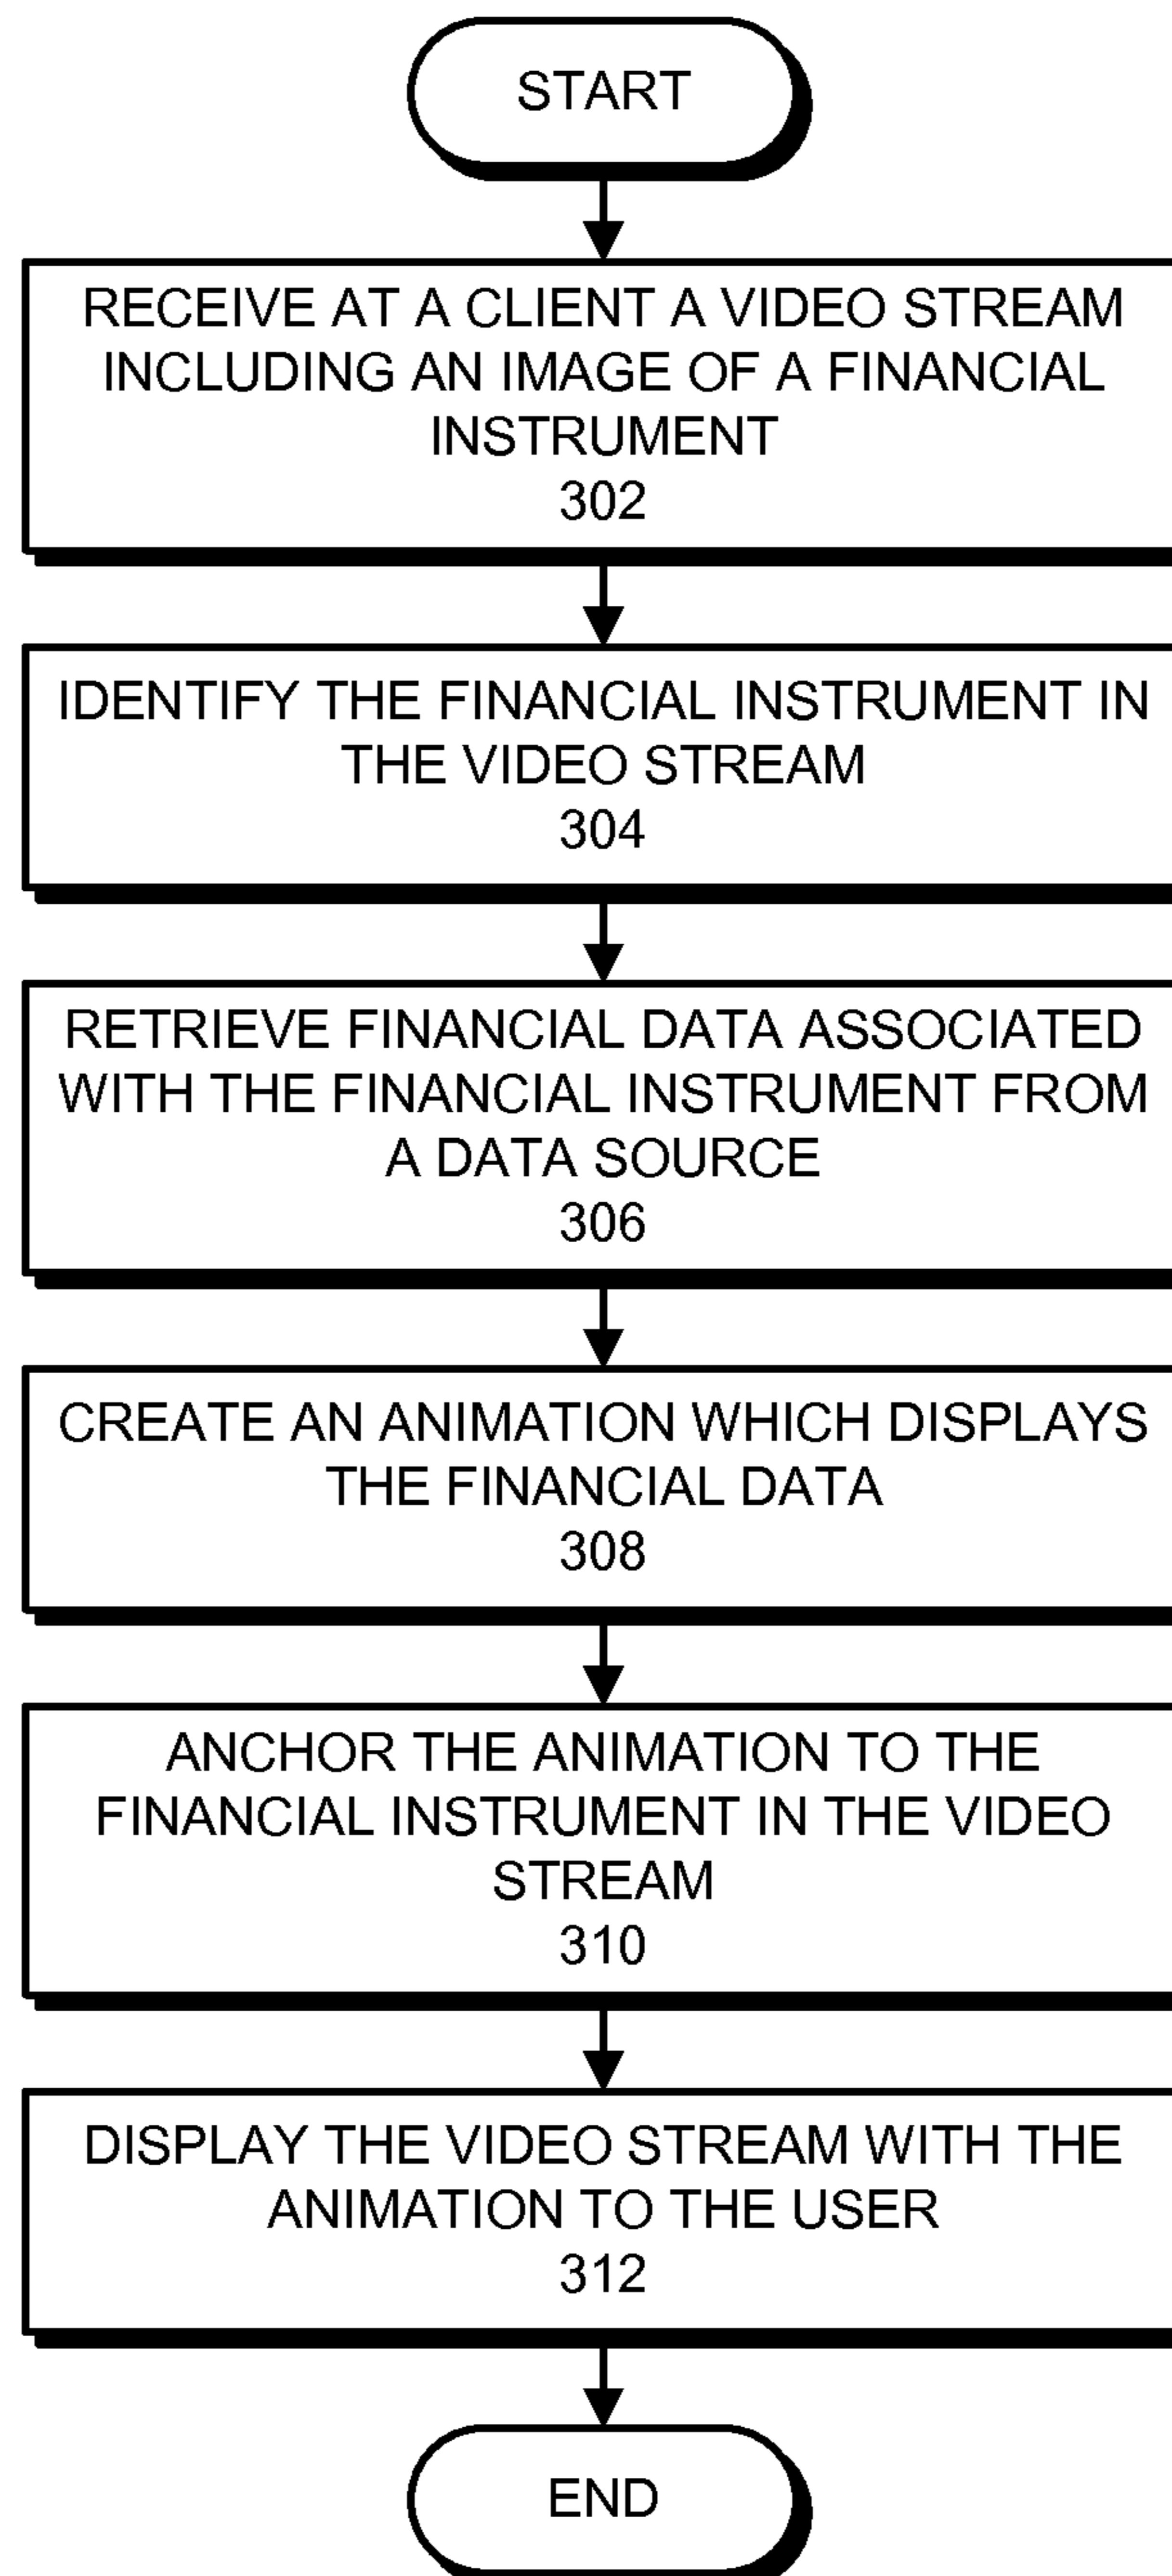 START
RECEIVE AT A CLIENT A VIDEO STREAM
INCLUDING AN IMAGE OF A FINANCIAL
INSTRUMENT
302
IDENTIFY THE FINANCIAL INSTRUMENT IN
THE VIDEO STREAM
304
RETRIEVE FINANCIAL DATA ASSOCIATED
WITH THE FINANCIAL INSTRUMENT FROM
A DATA SOURCE
306
CREATE AN ANIMATION WHICH DISPLAYS
THE FINANCIAL DATA
308
ANCHOR THE ANIMATION TO THE
FINANCIAL INSTRUMENT IN THE VIDEO
STREAM
310
DISPLAY THE VIDEO STREAM WITH THE
ANIMATION TO THE USER
312
END